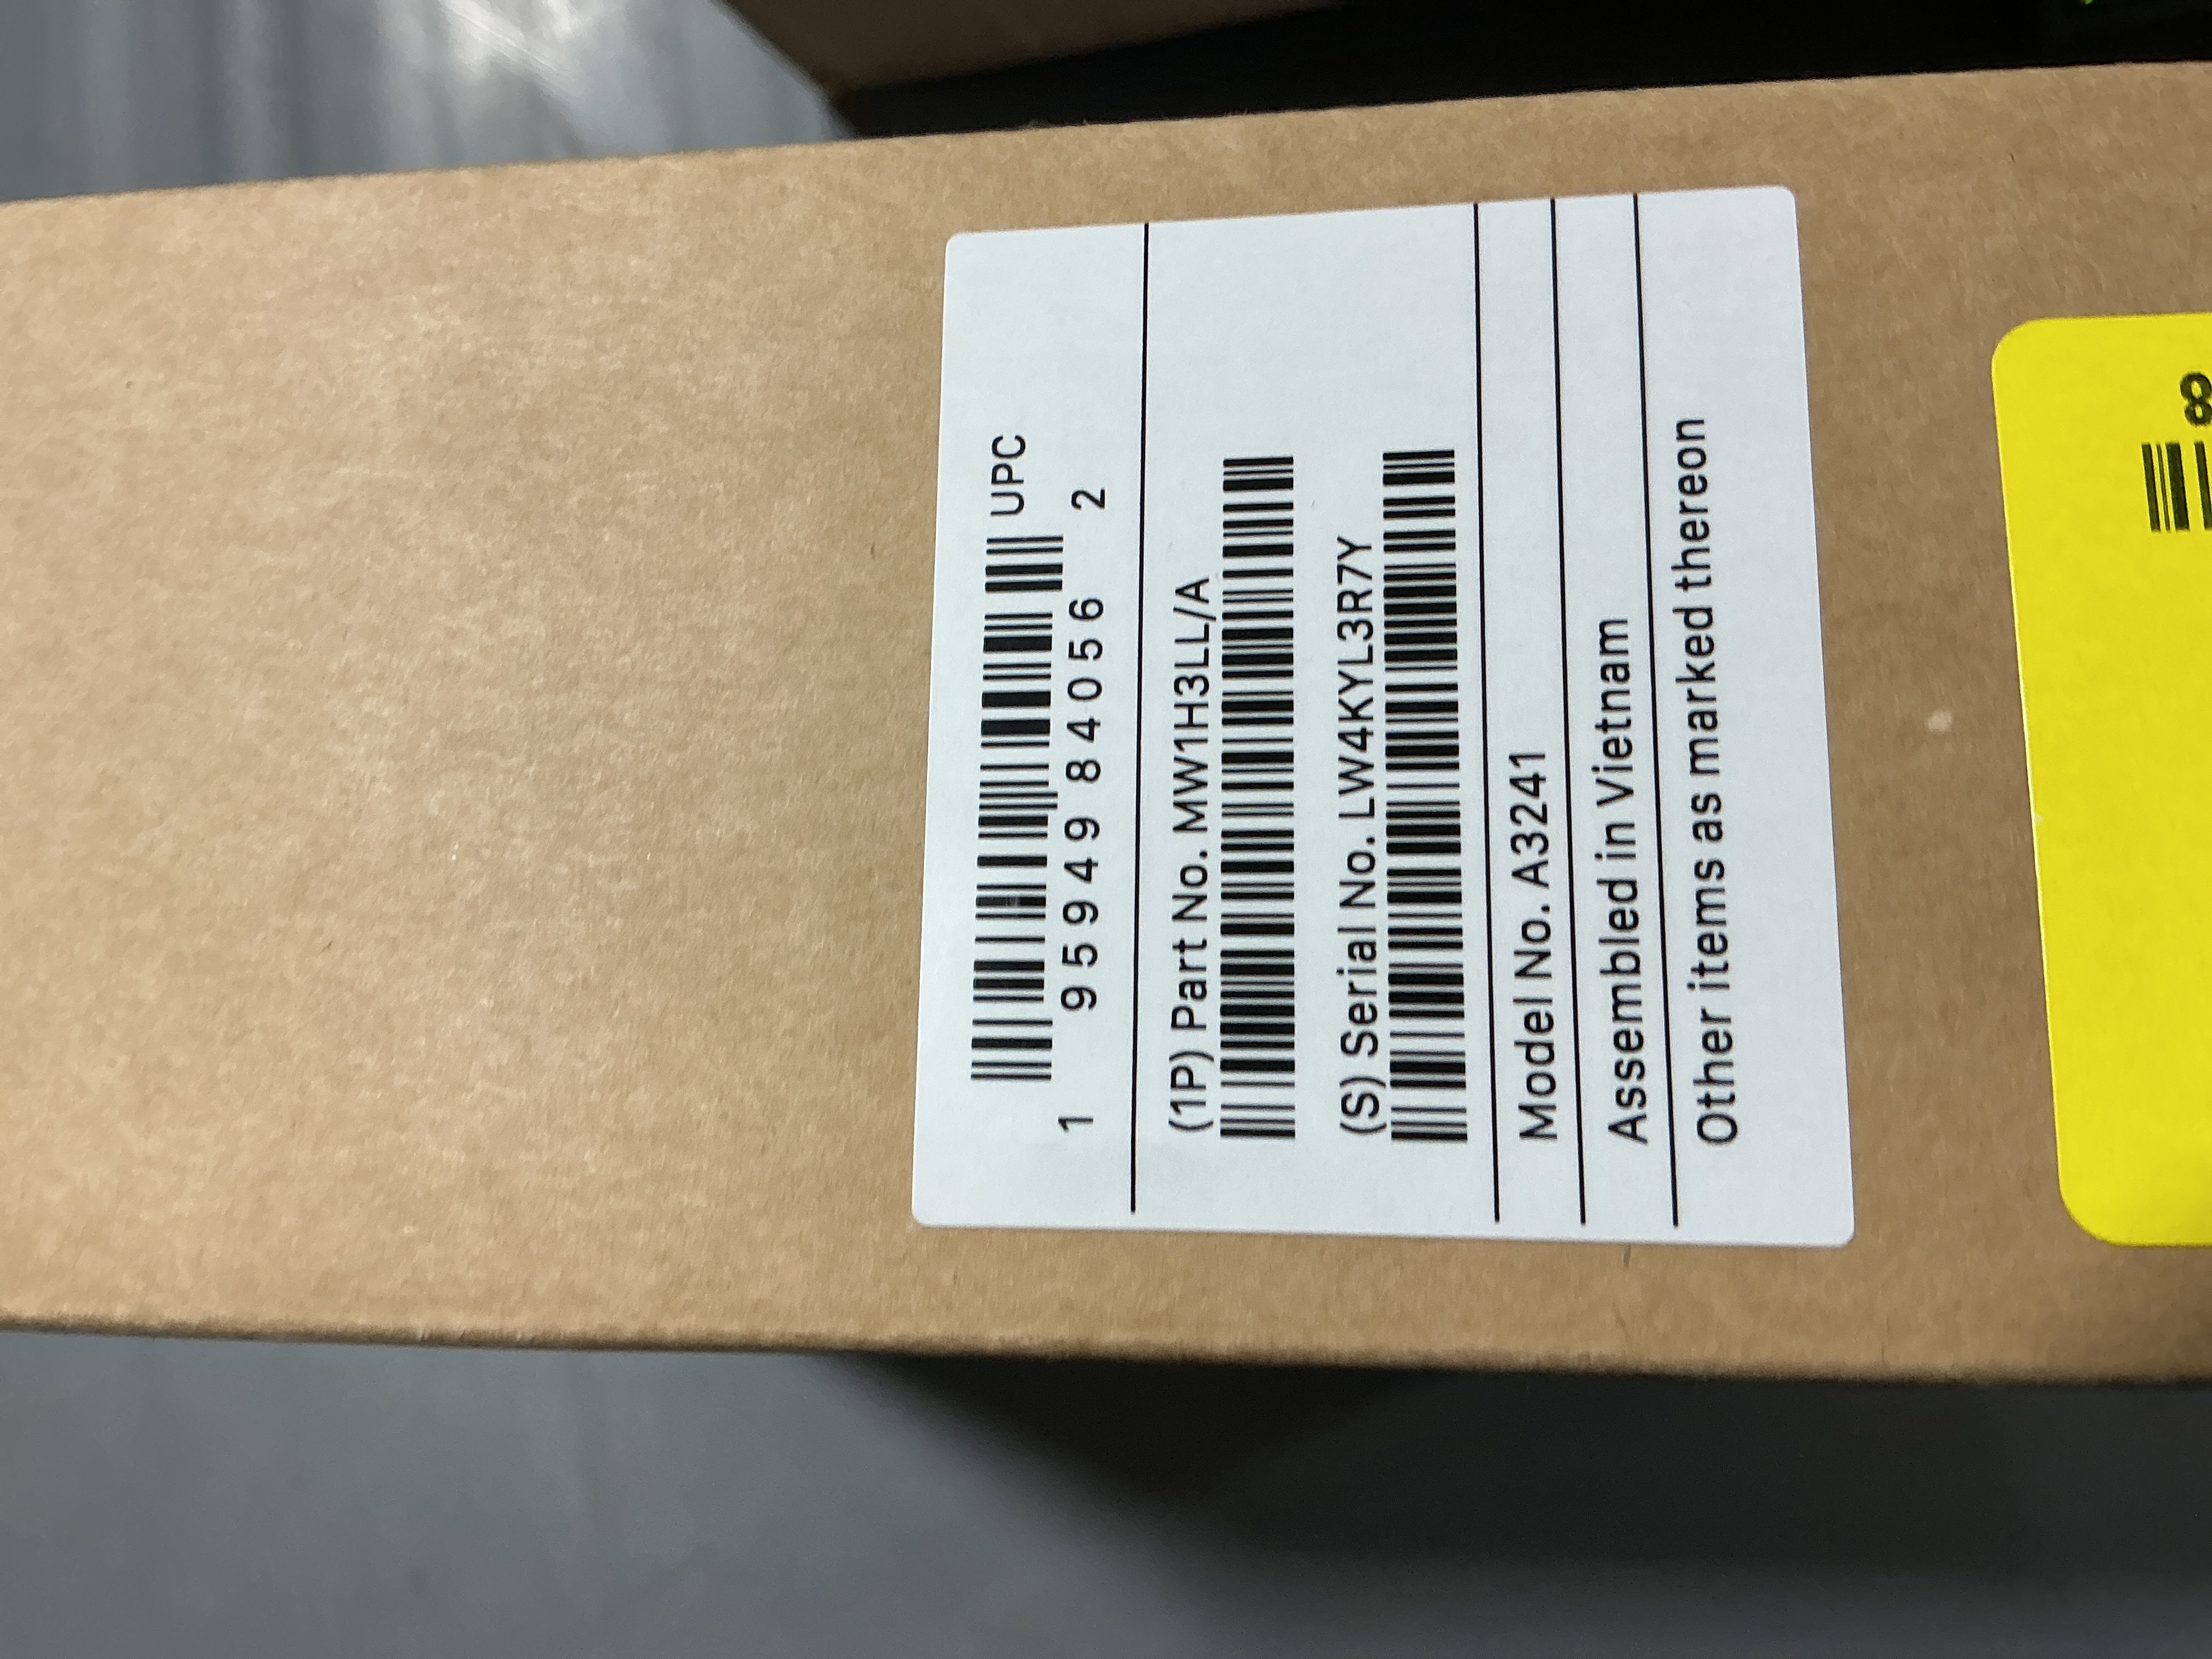 UPC
1 95949 84056 2
(1P) Part No. MW1H3LL/A
(S) Serial No. LW4KYL3R7Y
Model No. A3241
Assembled in Vietnam
Other items as marked thereon
8